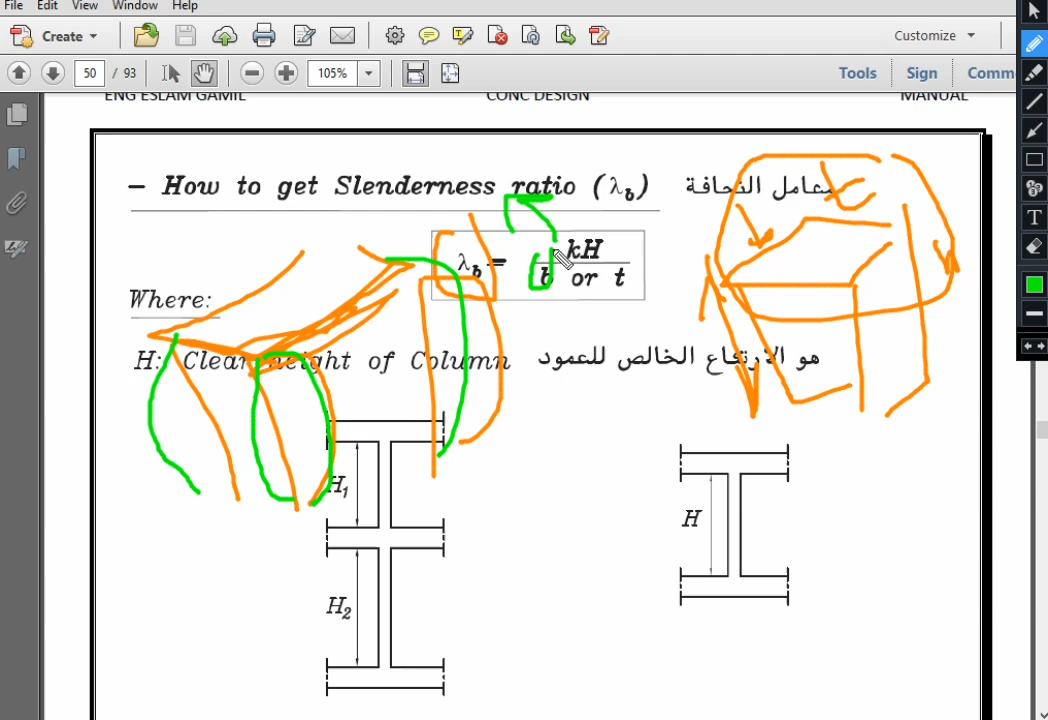 File Edit View Window Help
Create Customize
50 / 93 105% Tools Sign Comm
ENG ESLAM GAMIL CONC DESIGN MANUAL
– How to get Slenderness ratio (λb) معامل النحافة
λb = kH / b or t
Where:
H: Clear height of Column هو الارتفاع الخالص للعمود
H1
H
H2
t